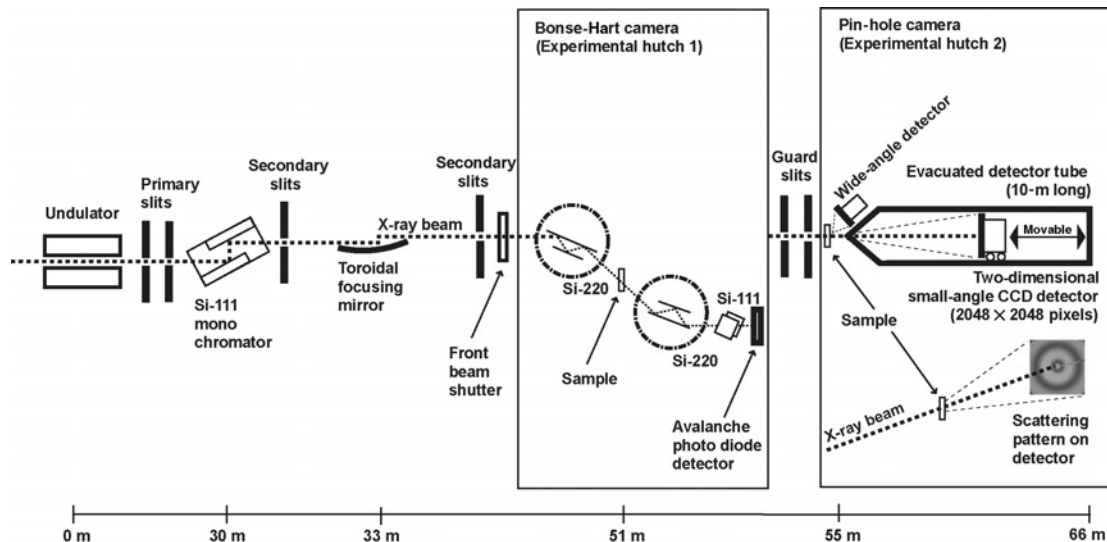 Bonse-Hart camera
(Experimental hutch 1)
Pin-hole camera
(Experimental hutch 2)
Undulator
Primary
slits
Si-111
mono
chromator
Secondary
slits
X-ray beam
Toroidal
focusing
mirror
Secondary
slits
Front
beam
shutter
Si-220
Sample
Si-220
Si-111
Avalanche
photo diode
detector
Guard
slits
Wide-angle detector
Evacuated detector tube
(10-m long)
Movable
Two-dimensional
small-angle CCD detector
(2048 × 2048 pixels)
Sample
X-ray beam
Scattering
pattern on
detector
0 m
30 m
33 m
51 m
55 m
66 m